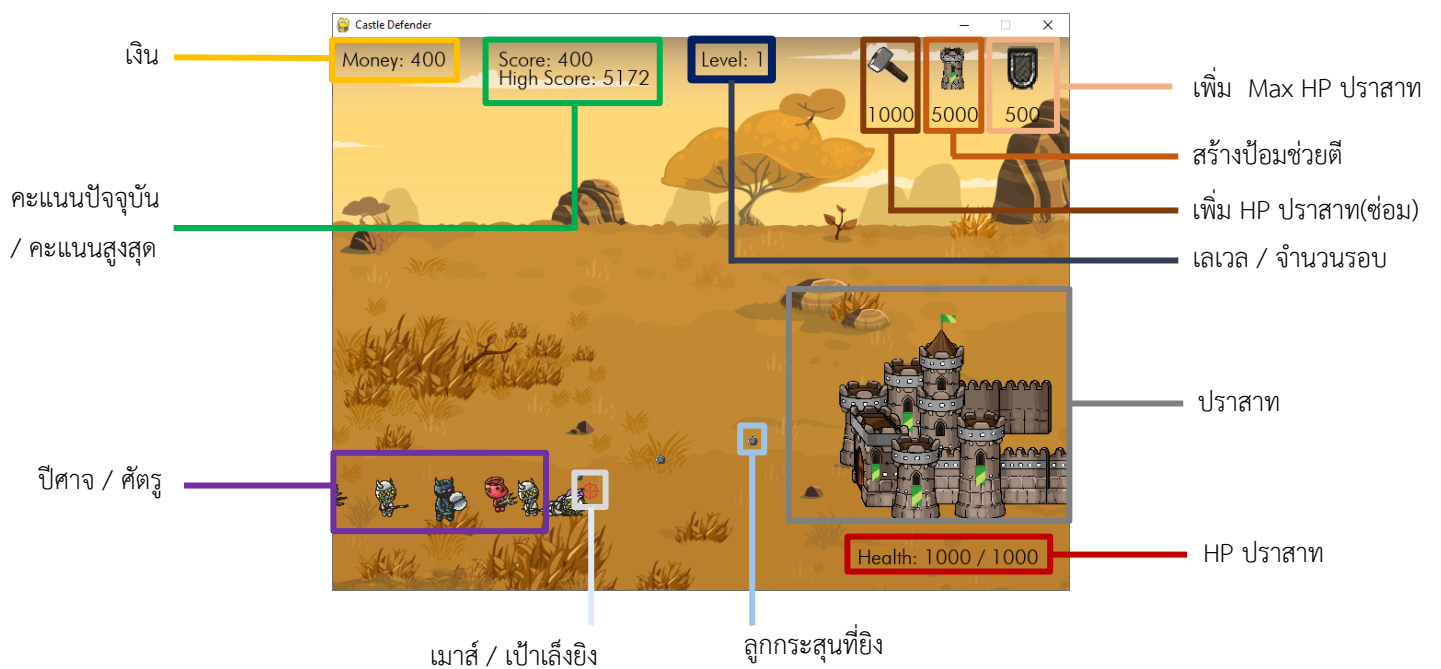 Castle Defender
เงิน
Money: 400
Score: 400
High Score: 5172
Level: 1
1000
5000
500
เพิ่ม Max HP ปราสาท
สร้างป้อมช่วยตี
คะแนนปัจจุบัน
/ คะแนนสูงสุด
เพิ่ม HP ปราสาท(ซ่อม)
เลเวล / จำนวนรอบ
ปราสาท
ปีศาจ / ศัตรู
Health: 1000 / 1000
HP ปราสาท
เมาส์ / เป้าเล็งยิง
ลูกกระสุนที่ยิง